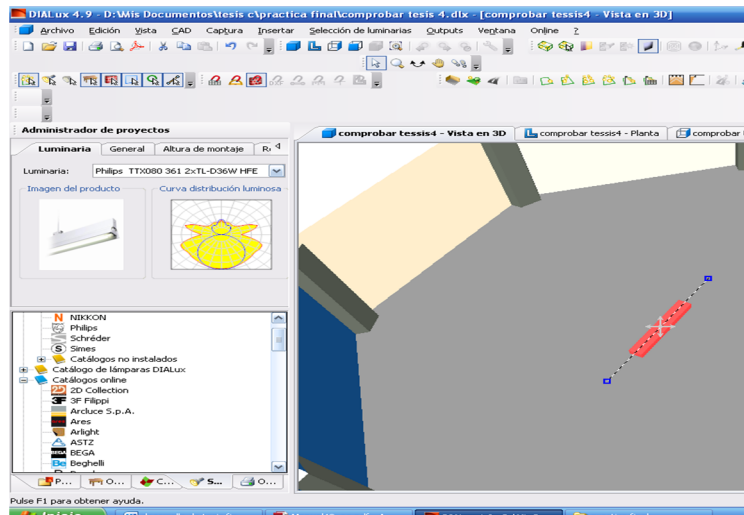 DIALux 4.9 - D:\Mis Documentos\tesis c\practica final\comprobar tesis 4.dlx - [comprobar tessis4 - Vista en 3D]
Archivo Edición Vista CAD Captura Insertar Selección de luminarias Outputs Ventana Online ?
Administrador de proyectos
Luminaria General Altura de montaje
Luminaria: Philips TTX080 361 2xTL-D36W HFE
Imagen del producto Curva distribución luminosa
comprobar tessis4 - Vista en 3D comprobar tessis4 - Planta comprobar
NIKKON
Philips
Schréder
Simes
Catálogos no instalados
Catálogo de lámparas DIALux
Catálogos online
2D Collection
3F Filippi
Arcluce S.p.A.
Ares
Arlight
ASTZ
BEGA
Beghelli
P... O... C... S... O...
Pulse F1 para obtener ayuda.